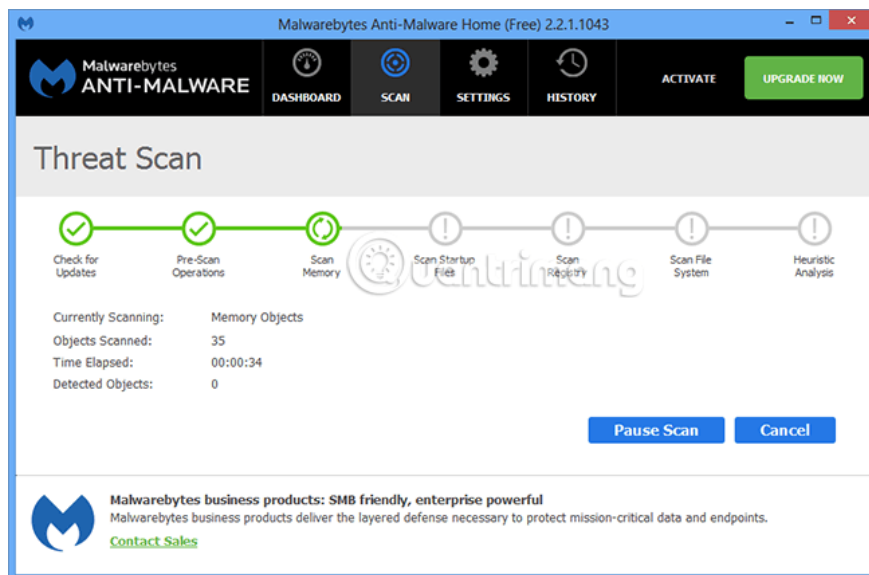 Malwarebytes Anti-Malware Home (Free) 2.2.1.1043
Malwarebytes
ANTI-MALWARE
DASHBOARD
SCAN
SETTINGS
HISTORY
ACTIVATE
UPGRADE NOW
Threat Scan
Check for
Updates
Pre-Scan
Operations
Scan
Memory
Scan Startup
Files
Scan
Registry
Scan File
System
Heuristic
Analysis
Quantrimang
Currently Scanning: Memory Objects
Objects Scanned: 35
Time Elapsed: 00:00:34
Detected Objects: 0
Pause Scan
Cancel
Malwarebytes business products: SMB friendly, enterprise powerful
Malwarebytes business products deliver the layered defense necessary to protect mission-critical data and endpoints.
Contact Sales